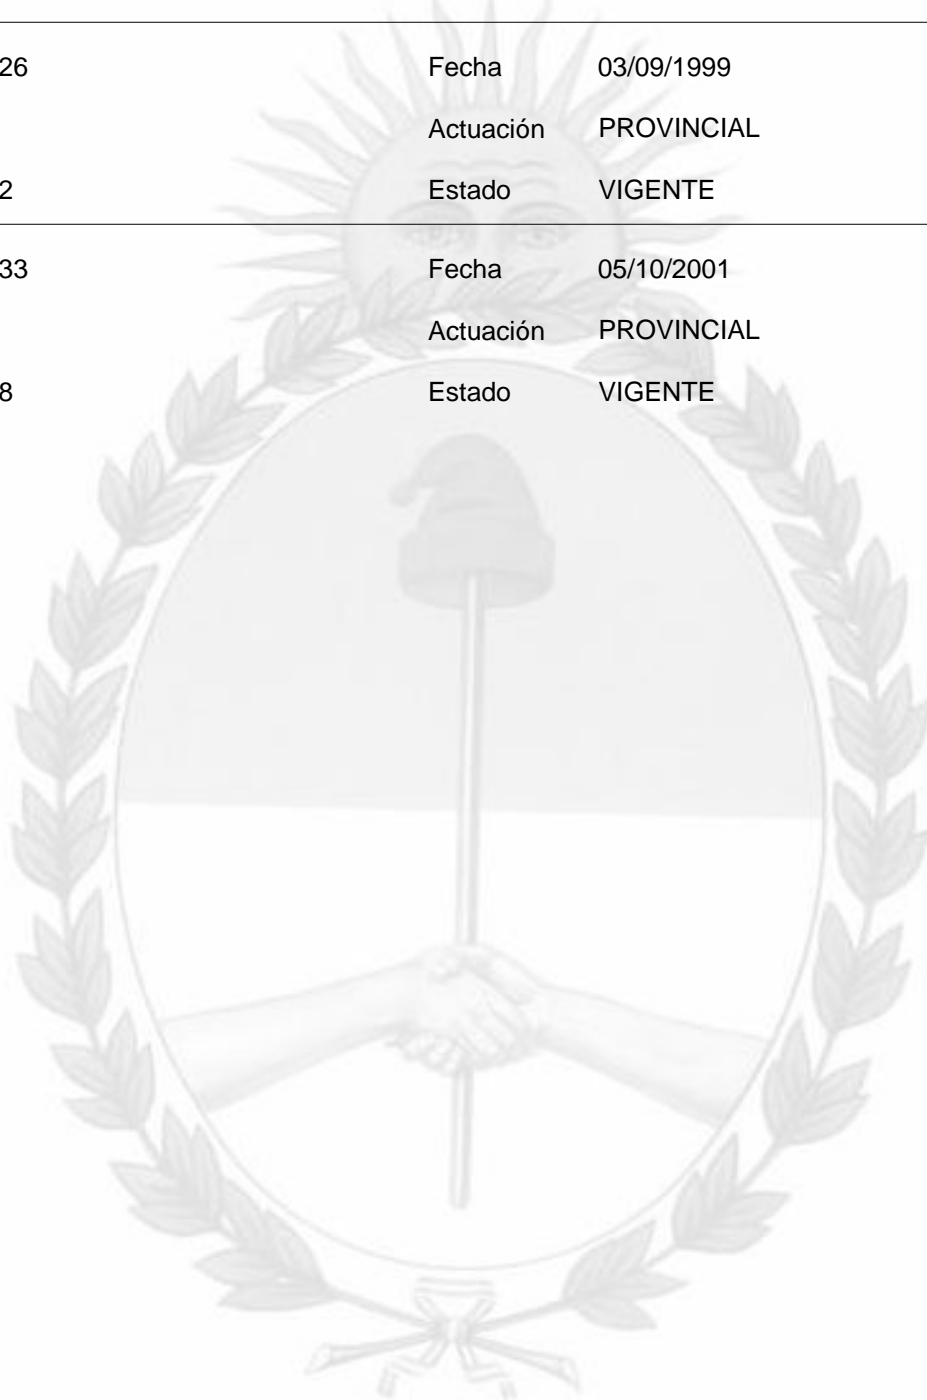 26 Fecha 03/09/1999
Actuación PROVINCIAL
2 Estado VIGENTE
33 Fecha 05/10/2001
Actuación PROVINCIAL
8 Estado VIGENTE